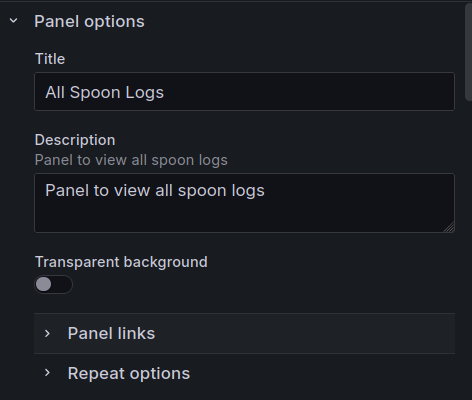 Panel options
Title
All Spoon Logs
Description
Panel to view all spoon logs
Panel to view all spoon logs
Transparent background
Panel links
Repeat options